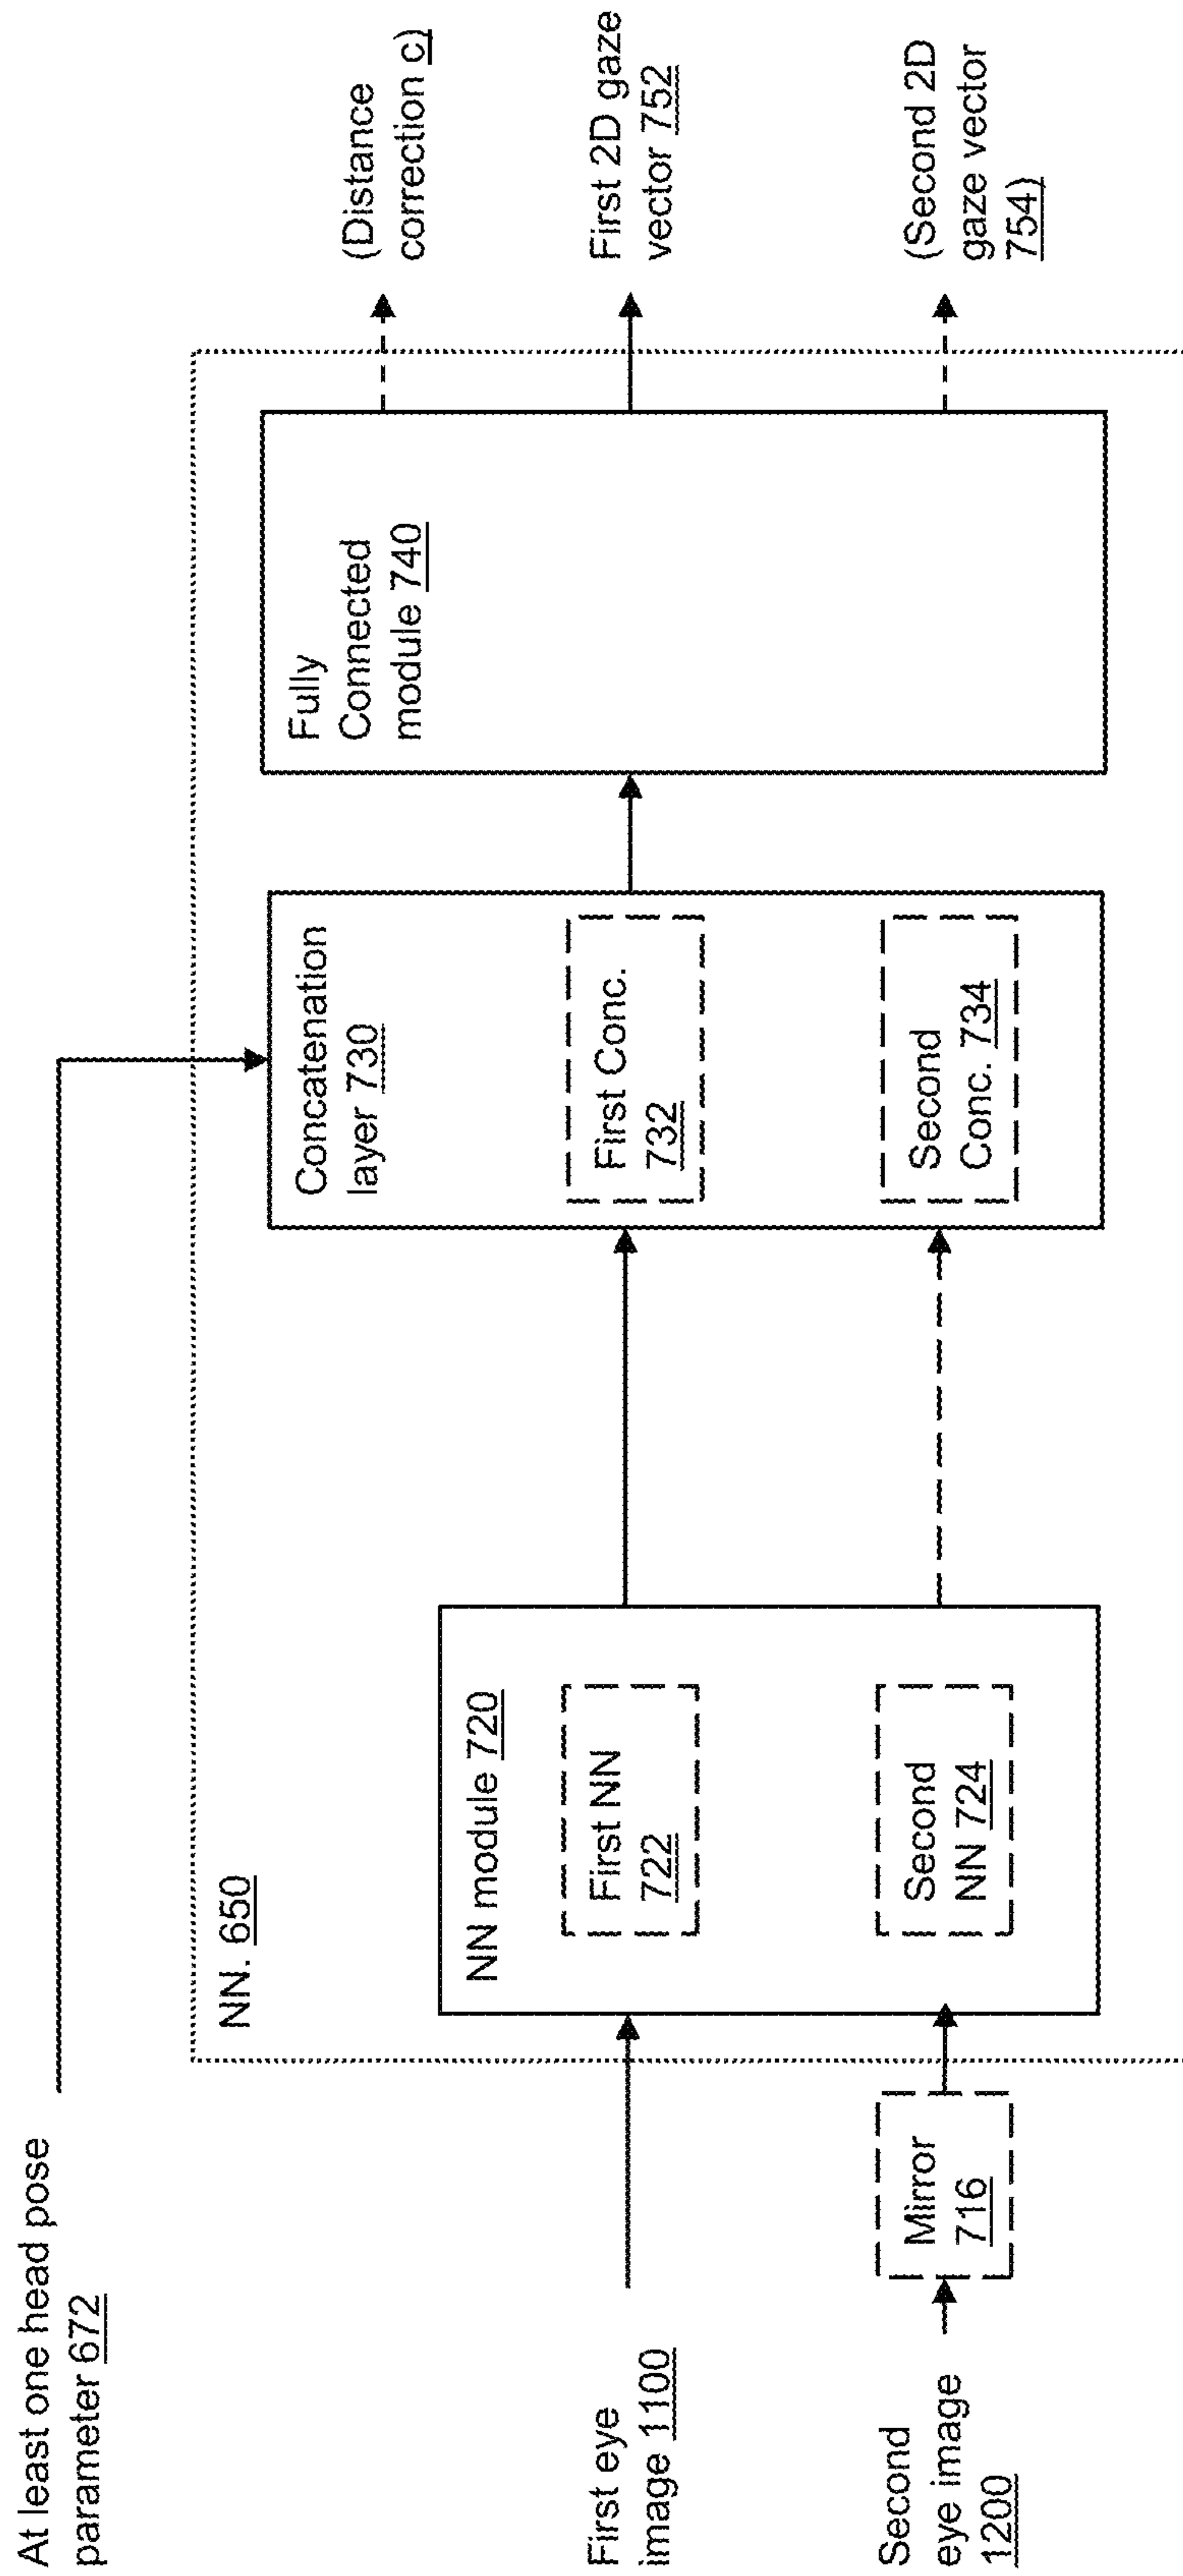 At least one head pose
parameter 672
First eye
image 1100
Second
eye image
1200
Mirror
716
NN. 650
NN module 720
First NN
722
Second
NN 724
Concatenation
layer 730
First Conc.
732
Second
Conc. 734
Fully
Connected
module 740
(Distance
correction c)
First 2D gaze
vector 752
(Second 2D
gaze vector
754)